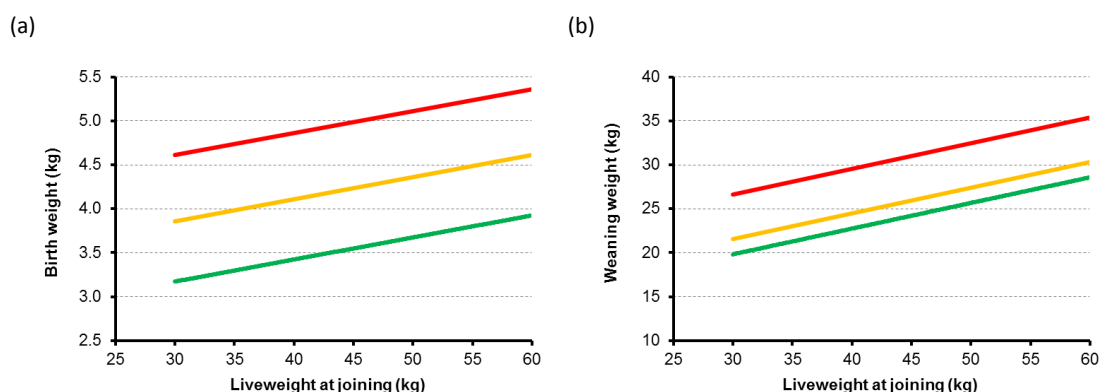 (a)
Birth weight (kg)
5.5
5.0
4.5
4.0
3.5
3.0
2.5
25 30 35 40 45 50 55 60
Liveweight at joining (kg)
(b)
Weaning weight (kg)
40
35
30
25
20
15
10
25 30 35 40 45 50 55 60
Liveweight at joining (kg)